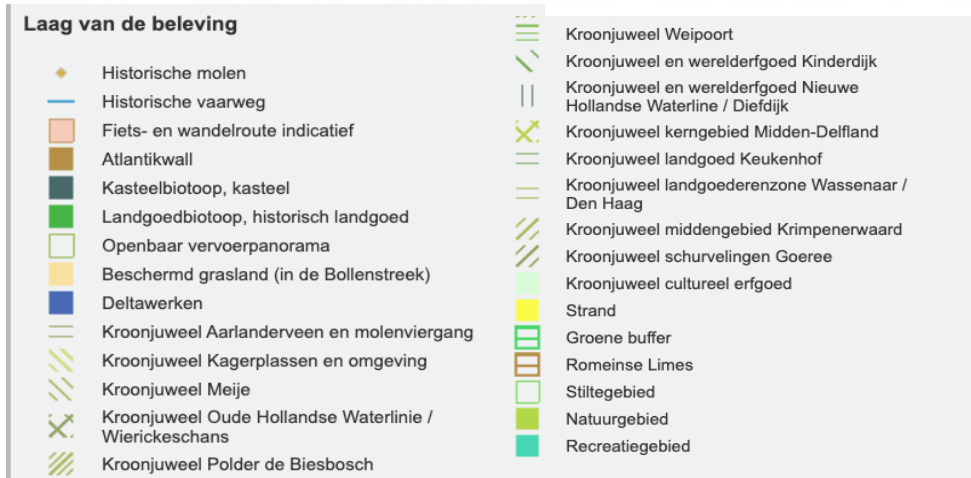 Laag van de beleving
Historische molen
Historische vaarweg
Fiets- en wandelroute indicatief
Atlantikwall
Kasteelbiotoop, kasteel
Landgoedbiotoop, historisch landgoed
Openbaar vervoerpanorama
Beschermd grasland (in de Bollenstreek)
Deltawerken
Kroonjuweel Aarlanderveen en molenviergang
Kroonjuweel Kagerplassen en omgeving
Kroonjuweel Meije
Kroonjuweel Oude Hollandse Waterlinie /
Wierickeschans
Kroonjuweel Polder de Biesbosch
Kroonjuweel Weipoort
Kroonjuweel en werelderfgoed Kinderdijk
Kroonjuweel en werelderfgoed Nieuwe
Hollandse Waterline / Diefdijk
Kroonjuweel kerngebied Midden-Delfland
Kroonjuweel landgoed Keukenhof
Kroonjuweel landgoederenzone Wassenaar /
Den Haag
Kroonjuweel middengebied Krimpenerwaard
Kroonjuweel schurvelingen Goeree
Kroonjuweel cultureel erfgoed
Strand
Groene buffer
Romeinse Limes
Stiltegebied
Natuurgebied
Recreatiegebied